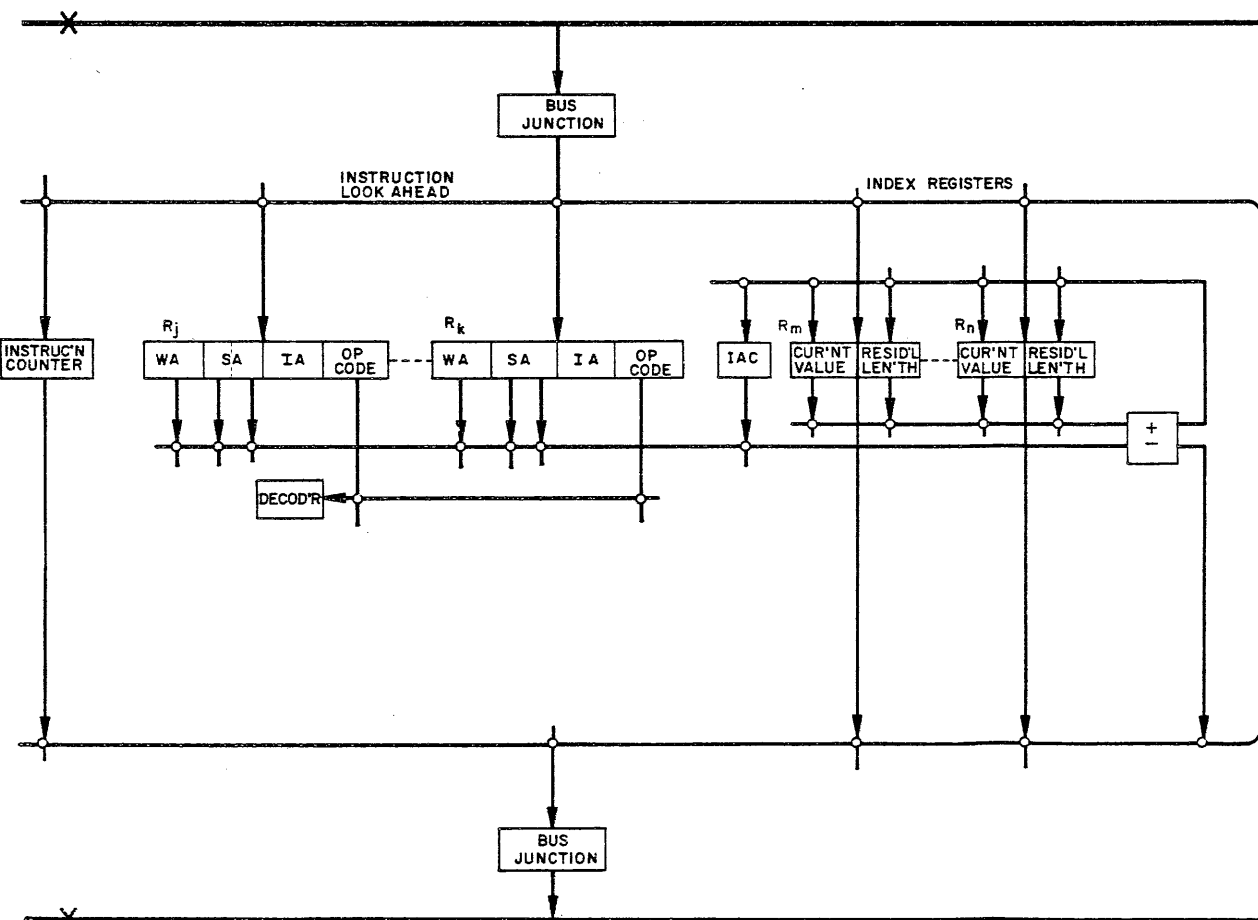 BUS
JUNCTION
INSTRUCTION
LOOK AHEAD
INDEX REGISTERS
INSTRUC'N
COUNTER
Rj
WA
SA
IA
OP
CODE
Rk
WA
SA
IA
OP
CODE
IAC
Rm
CUR'NT
VALUE
RESID'L
LEN'TH
Rn
CUR'NT
VALUE
RESID'L
LEN'TH
+
−
DECOD'R
BUS
JUNCTION